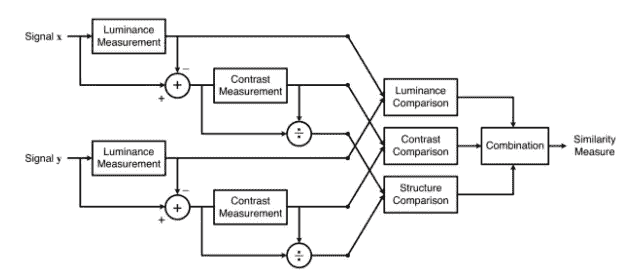 Signal x
Luminance
Measurement
−
+
+
Contrast
Measurement
÷
Luminance
Comparison
Signal y
Luminance
Measurement
Contrast
Comparison
Combination
Similarity
Measure
−
+
+
Contrast
Measurement
Structure
Comparison
÷